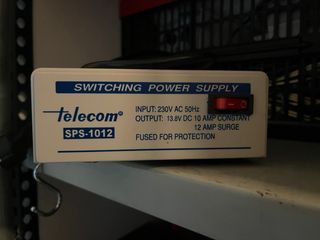 SWITCHING POWER SUPPLY
telecom
SPS-1012
INPUT: 230V AC 50Hz
OUTPUT: 13.8V DC 10 AMP CONSTANT
12 AMP SURGE
FUSED FOR PROTECTION